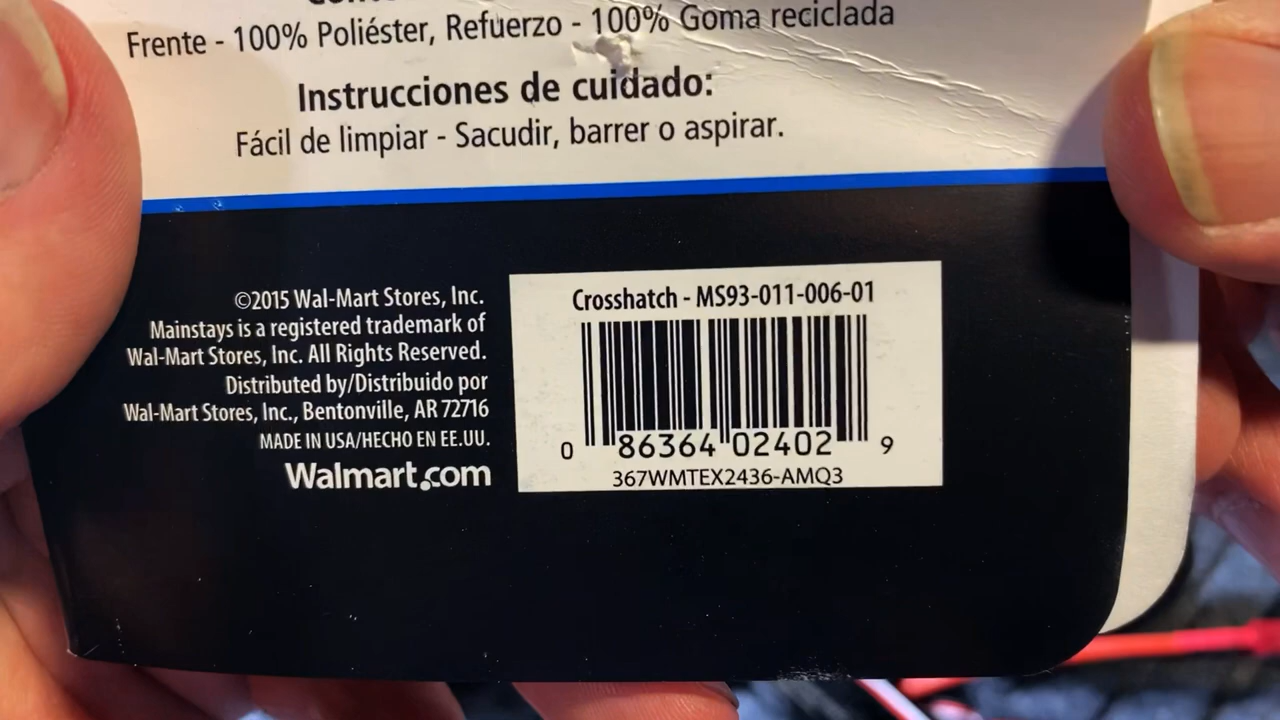 Frente - 100% Poliéster, Refuerzo - 100% Goma reciclada
Instrucciones de cuidado:
Fácil de limpiar - Sacudir, barrer o aspirar.
©2015 Wal-Mart Stores, Inc.
Mainstays is a registered trademark of
Wal-Mart Stores, Inc. All Rights Reserved.
Distributed by/Distribuido por
Wal-Mart Stores, Inc., Bentonville, AR 72716
MADE IN USA/HECHO EN EE.UU.
Walmart.com
Crosshatch - MS93-011-006-01
0 86364 02402 9
367WMTEX2436-AMQ3